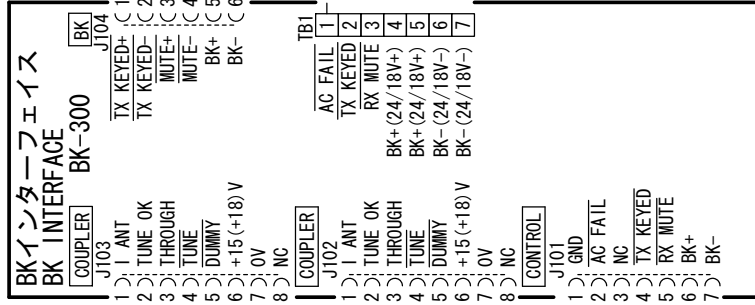 BKインターフェイス
BK INTERFACE
BK-300
COUPLER
J103
1 I ANT
2 TUNE OK
3 THROUGH
4 TUNE
5 DUMMY
6 +15(+18)V
7 0V
8 NC
COUPLER
J102
1 I ANT
2 TUNE OK
3 THROUGH
4 TUNE
5 DUMMY
6 +15(+18)V
7 0V
8 NC
CONTROL
J101
1 GND
2 AC FAIL
3 NC
4 TX KEYED
5 RX MUTE
6 BK+
7 BK-
BK
J104
TX KEYED+ 1
TX KEYED- 2
MUTE+ 3
MUTE- 4
BK+ 5
BK- 6
TB1
AC FAIL 1
TX KEYED 2
RX MUTE 3
BK+(24/18V+) 4
BK+(24/18V+) 5
BK-(24/18V-) 6
BK-(24/18V-) 7